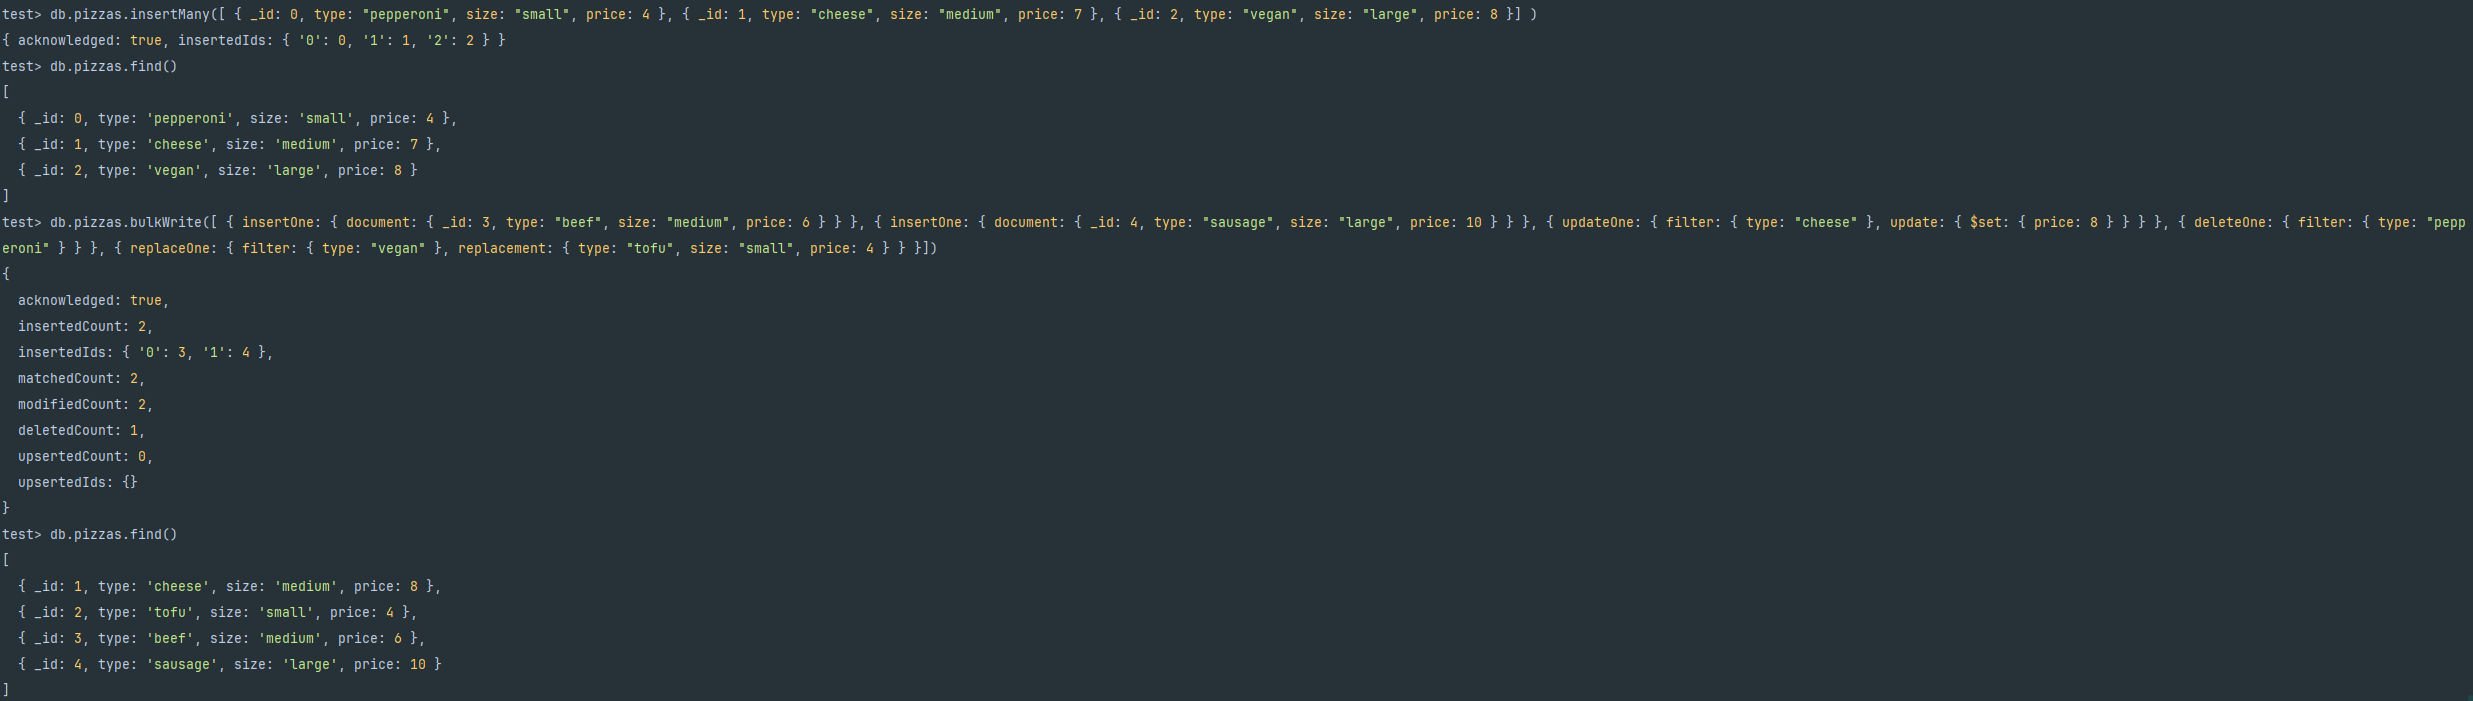 test> db.pizzas.insertMany([ { _id: 0, type: "pepperoni", size: "small", price: 4 }, { _id: 1, type: "cheese", size: "medium", price: 7 }, { _id: 2, type: "vegan", size: "large", price: 8 }] )
{ acknowledged: true, insertedIds: { '0': 0, '1': 1, '2': 2 } }
test> db.pizzas.find()
[
  { _id: 0, type: 'pepperoni', size: 'small', price: 4 },
  { _id: 1, type: 'cheese', size: 'medium', price: 7 },
  { _id: 2, type: 'vegan', size: 'large', price: 8 }
]
test> db.pizzas.bulkWrite([ { insertOne: { document: { _id: 3, type: "beef", size: "medium", price: 6 } } }, { insertOne: { document: { _id: 4, type: "sausage", size: "large", price: 10 } } }, { updateOne: { filter: { type: "cheese" }, update: { $set: { price: 8 } } } }, { deleteOne: { filter: { type: "pepp
eroni" } } }, { replaceOne: { filter: { type: "vegan" }, replacement: { type: "tofu", size: "small", price: 4 } } }])
{
  acknowledged: true,
  insertedCount: 2,
  insertedIds: { '0': 3, '1': 4 },
  matchedCount: 2,
  modifiedCount: 2,
  deletedCount: 1,
  upsertedCount: 0,
  upsertedIds: {}
}
test> db.pizzas.find()
[
  { _id: 1, type: 'cheese', size: 'medium', price: 8 },
  { _id: 2, type: 'tofu', size: 'small', price: 4 },
  { _id: 3, type: 'beef', size: 'medium', price: 6 },
  { _id: 4, type: 'sausage', size: 'large', price: 10 }
]